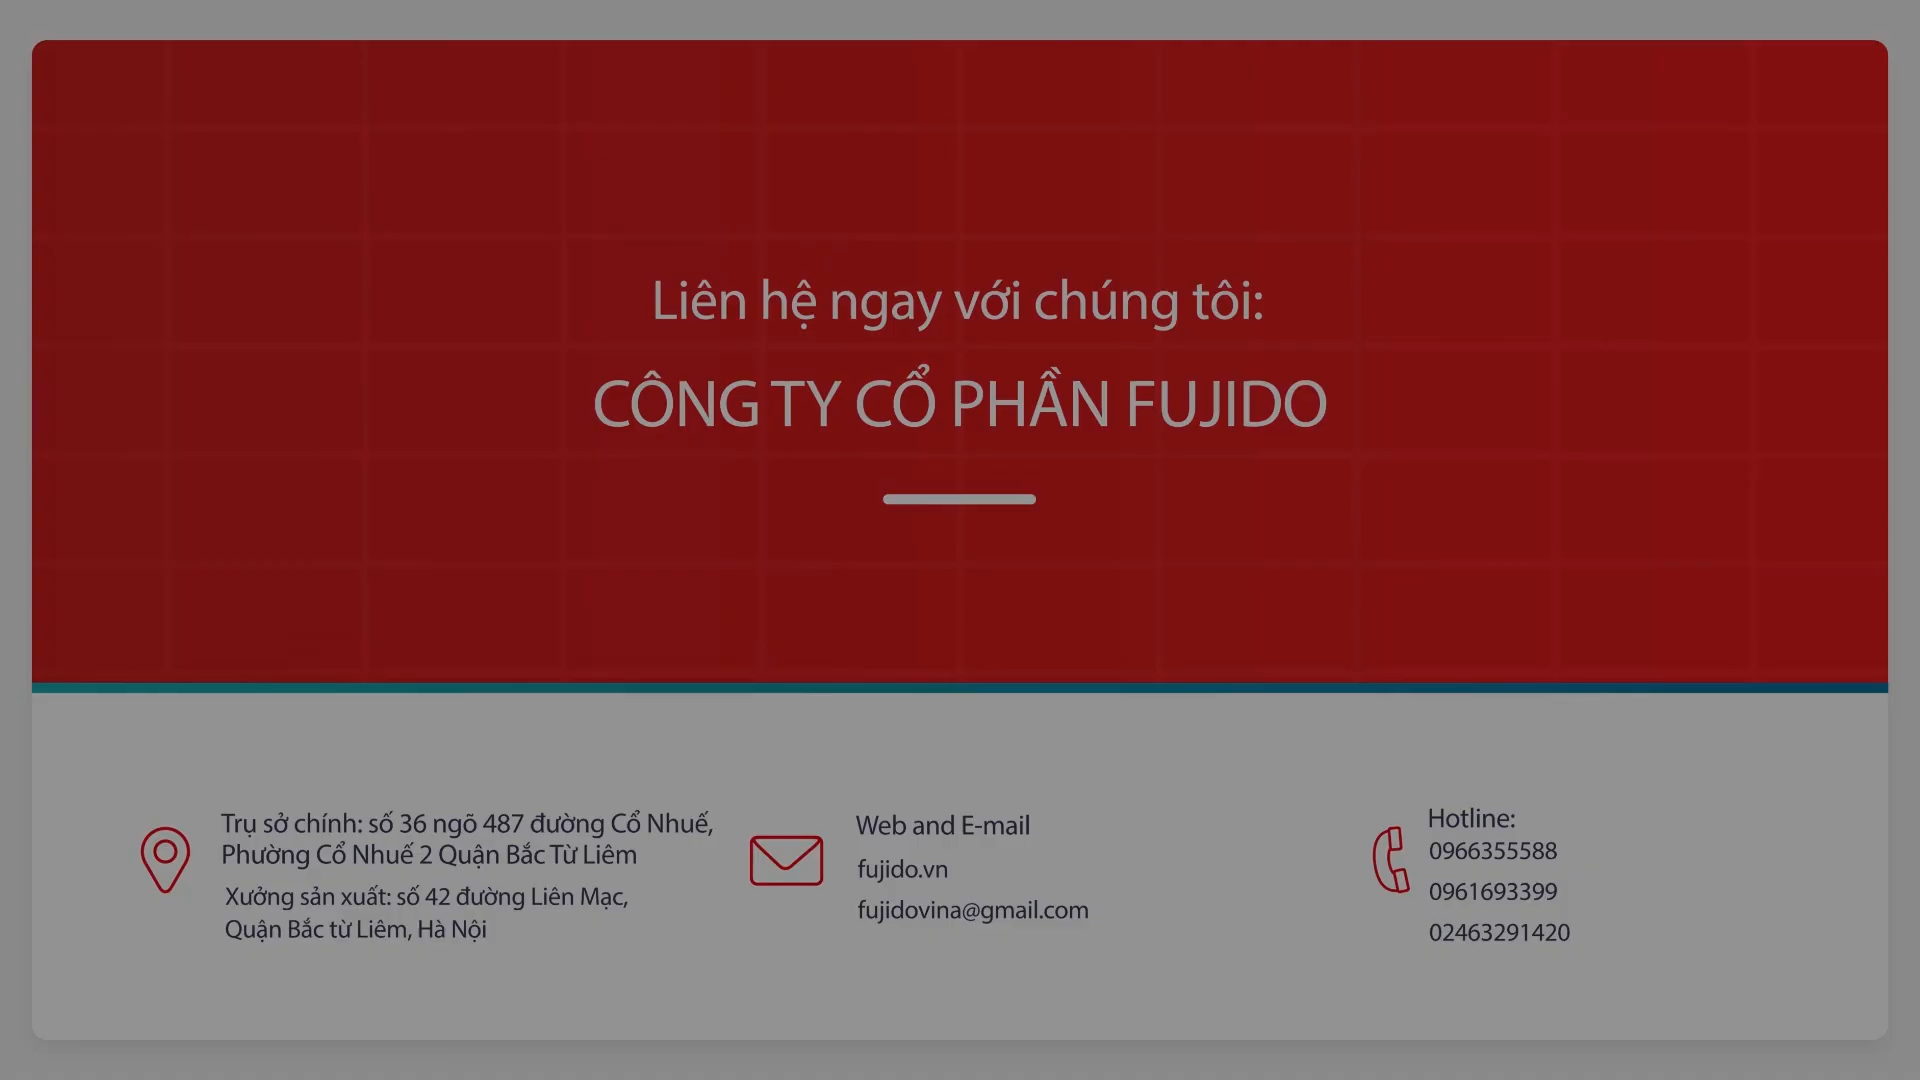 Liên hệ ngay với chúng tôi:
CÔNG TY CỔ PHẦN FUJIDO
Trụ sở chính: số 36 ngõ 487 đường Cổ Nhuế,
Phường Cổ Nhuế 2 Quận Bắc Từ Liêm
Xưởng sản xuất: số 42 đường Liên Mạc,
Quận Bắc từ Liêm, Hà Nội
Web and E-mail
fujido.vn
fujidovina@gmail.com
Hotline:
0966355588
0961693399
02463291420